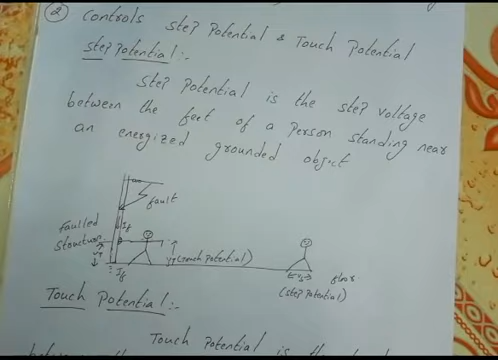 ② Controls Step Potential & Touch Potential
Step Potential :-
Step Potential is the step voltage
between the feet of a Person standing near
an energized grounded object
fault
If
Faulted
Structure
If
(Touch Potential)
floor
(Step Potential)
Touch Potential :-
Touch Potential is the